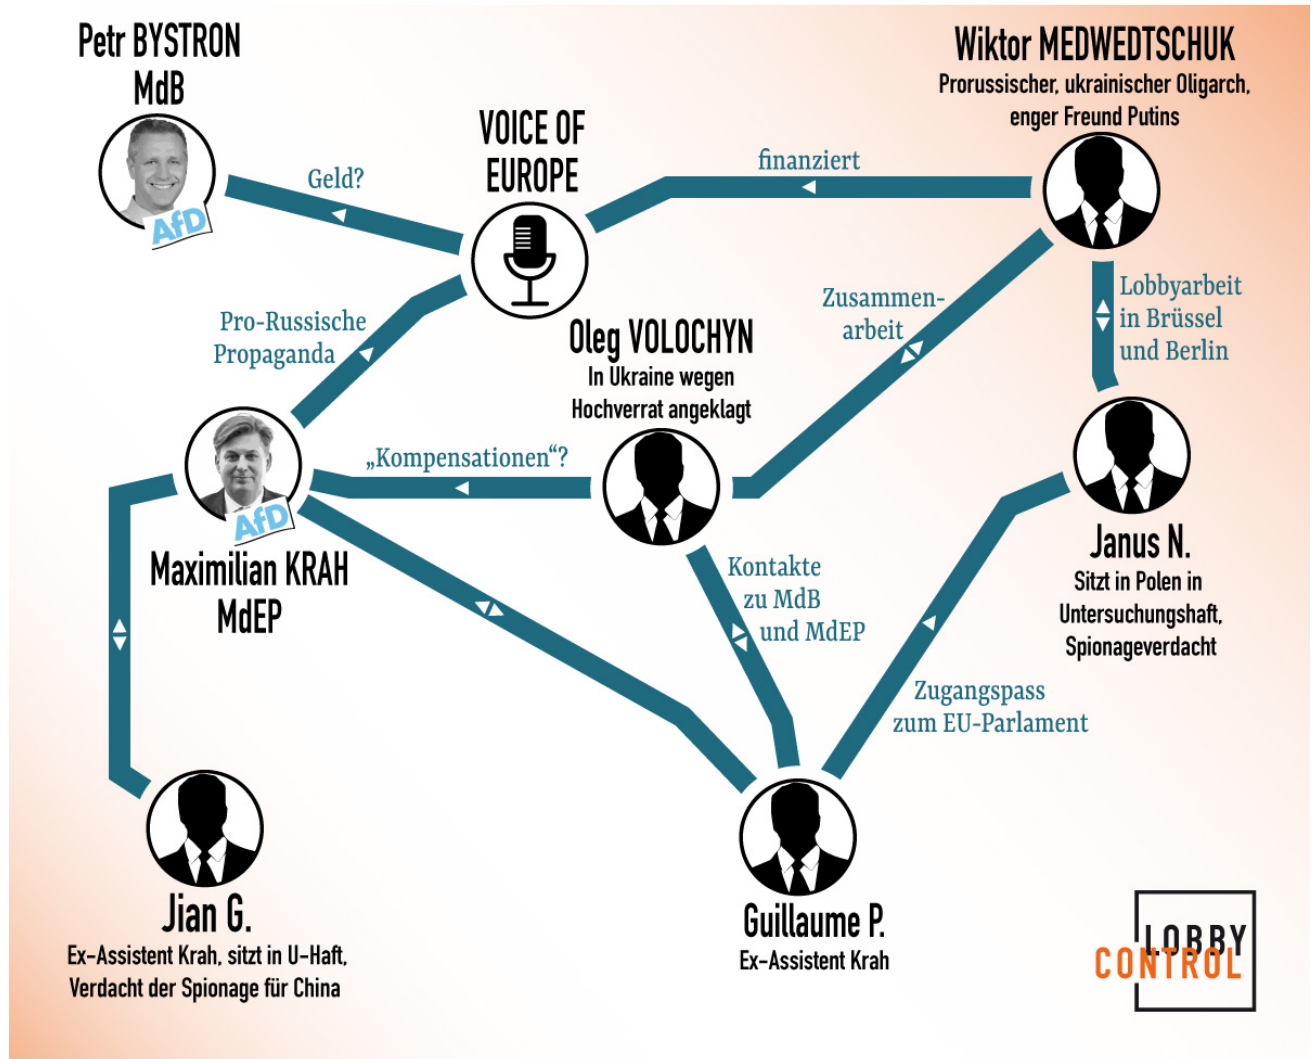 Petr BYSTRON
MdB
AfD
Geld?
VOICE OF
EUROPE
finanziert
Wiktor MEDWEDTSCHUK
Prorussischer, ukrainischer Oligarch,
enger Freund Putins
Pro-Russische
Propaganda
Oleg VOLOCHYN
In Ukraine wegen
Hochverrat angeklagt
Zusammen-
arbeit
Lobbyarbeit
in Brüssel
und Berlin
„Kompensationen“?
AfD
Maximilian KRAH
MdEP
Kontakte
zu MdB
und MdEP
Janus N.
Sitzt in Polen in
Untersuchungshaft,
Spionageverdacht
Zugangspass
zum EU-Parlament
Jian G.
Ex-Assistent Krah, sitzt in U-Haft,
Verdacht der Spionage für China
Guillaume P.
Ex-Assistent Krah
LOBBY
CONTROL